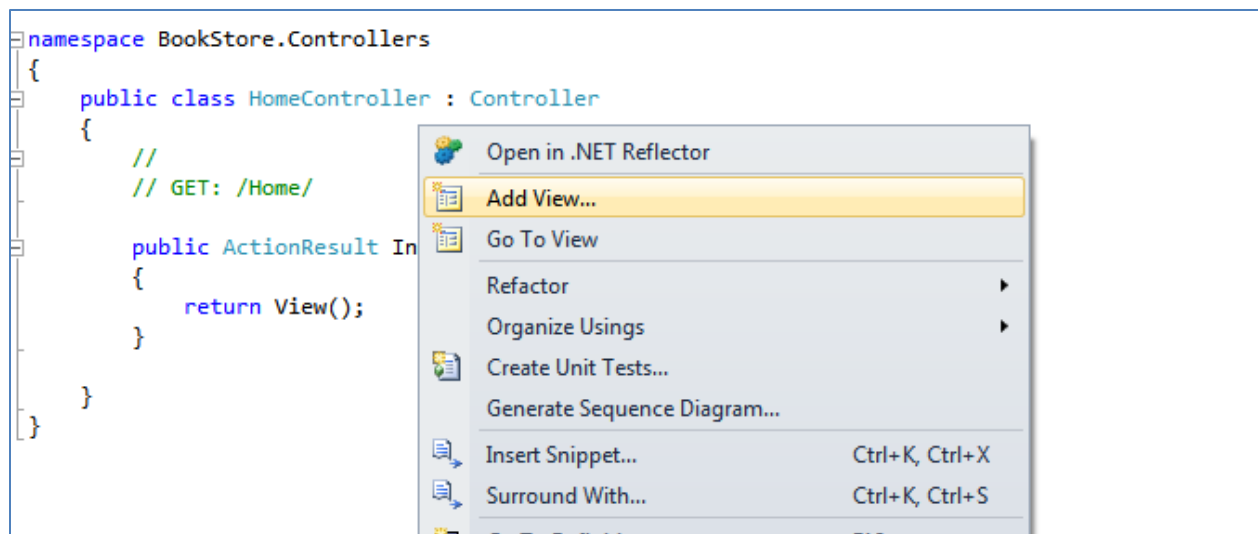 namespace BookStore.Controllers
{
public class HomeController : Controller
{
//
// GET: /Home/
public ActionResult In
{
return View();
}
}
}
Open in .NET Reflector
Add View...
Go To View
Refactor
Organize Usings
Create Unit Tests...
Generate Sequence Diagram...
Insert Snippet... Ctrl+K, Ctrl+X
Surround With... Ctrl+K, Ctrl+S